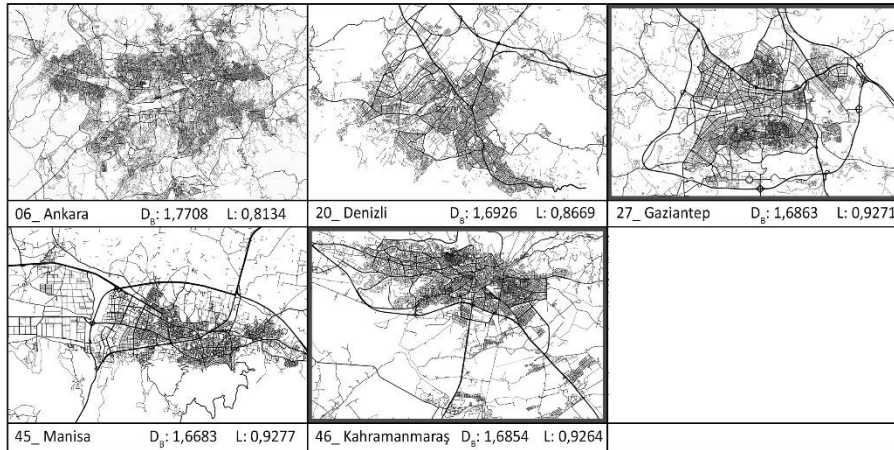 06_ Ankara D_B: 1,7708 L: 0,8134
20_ Denizli D_B: 1,6926 L: 0,8669
27_ Gaziantep D_B: 1,6863 L: 0,9271
45_ Manisa D_B: 1,6683 L: 0,9277
46_ Kahramanmaraş D_B: 1,6854 L: 0,9264